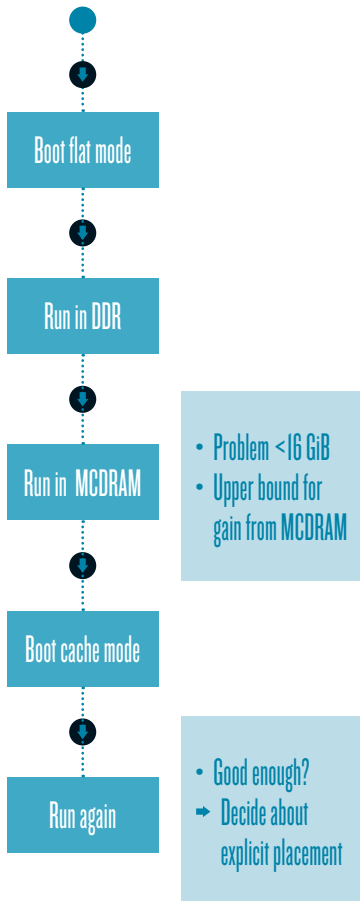 Boot flat mode
Run in DDR
Run in MCDRAM
• Problem <16 GiB
• Upper bound for
gain from MCDRAM
Boot cache mode
Run again
• Good enough?
➡ Decide about
explicit placement